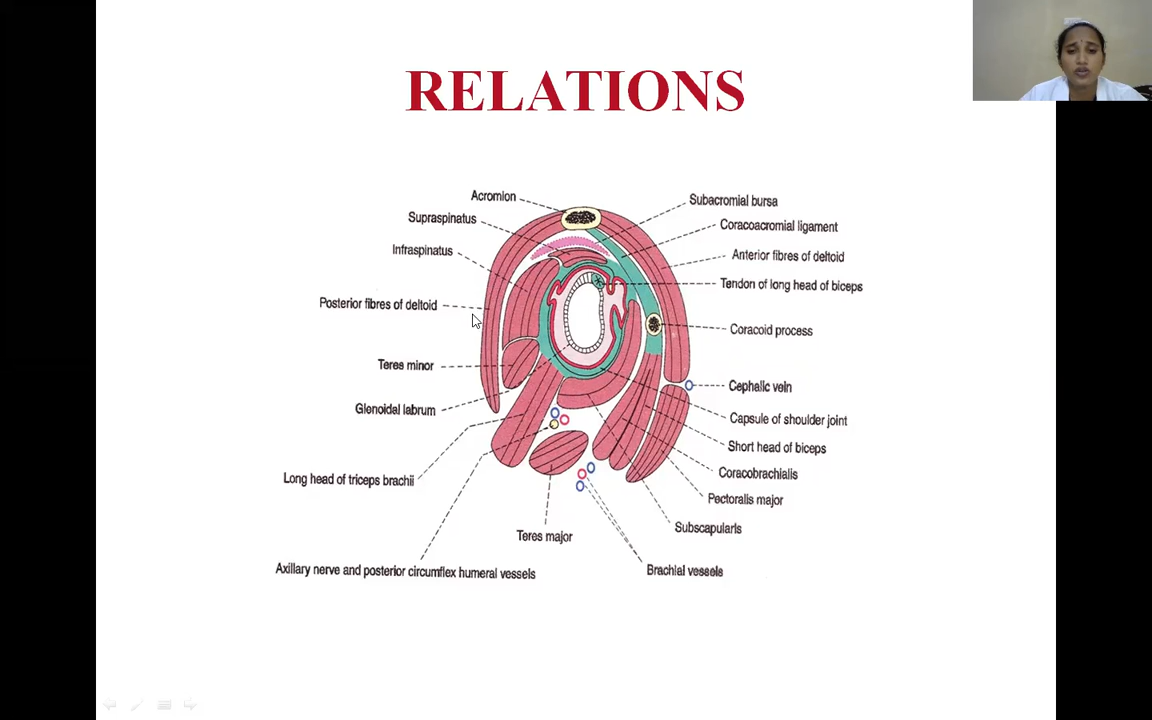 RELATIONS
Acromion
Supraspinatus
Infraspinatus
Posterior fibres of deltoid
Teres minor
Glenoidal labrum
Long head of triceps brachii
Axillary nerve and posterior circumflex humeral vessels
Teres major
Subacromial bursa
Coracoacromial ligament
Anterior fibres of deltoid
Tendon of long head of biceps
Coracoid process
Cephalic vein
Capsule of shoulder joint
Short head of biceps
Coracobrachialis
Pectoralis major
Subscapularis
Brachial vessels